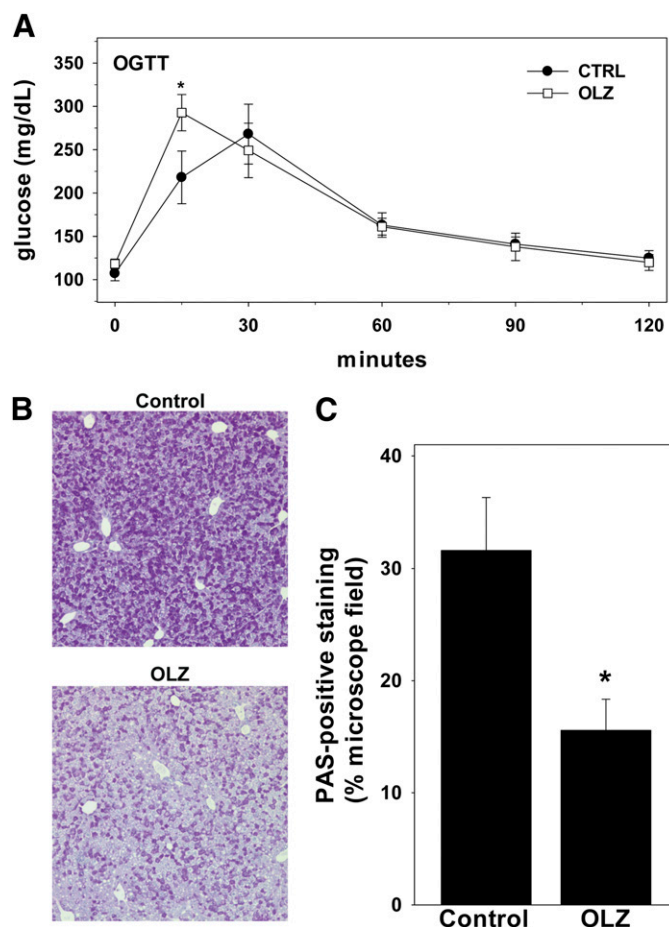 A
OGTT
*
CTRL
OLZ
glucose (mg/dL)
350
300
250
200
150
100
0
30
60
90
120
minutes
B
Control
OLZ
C
PAS-positive staining
(% microscope field)
40
30
20
10
0
*
Control
OLZ